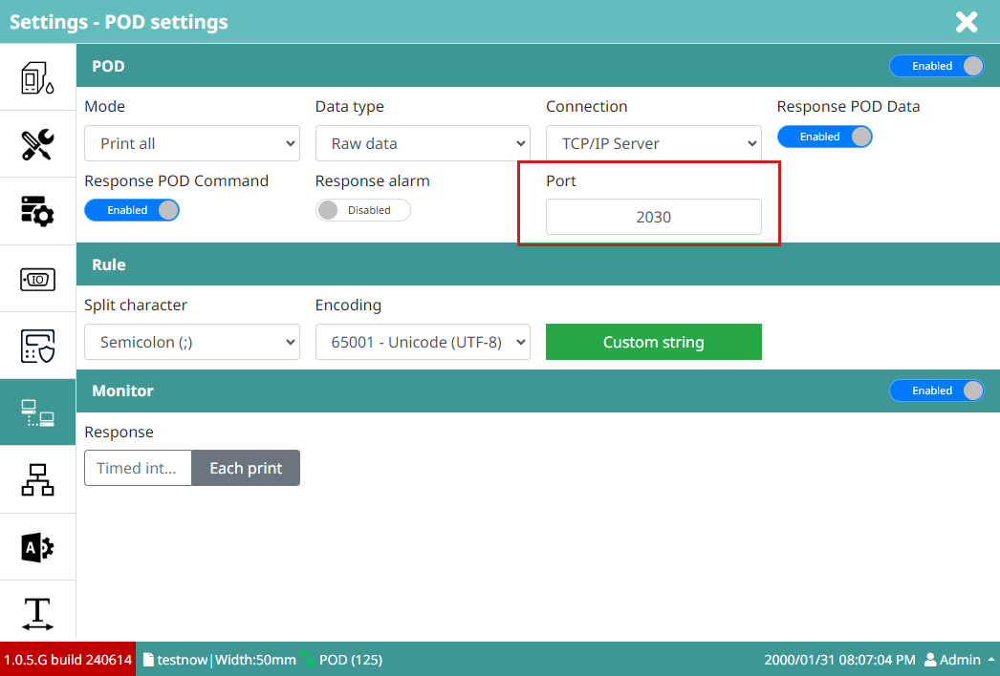 Settings - POD settings
POD
Enabled
Mode
Data type
Connection
Response POD Data
Print all
Raw data
TCP/IP Server
Enabled
Response POD Command
Response alarm
Port
Enabled
Disabled
2030
Rule
Split character
Encoding
Semicolon (;)
65001 - Unicode (UTF-8)
Custom string
IO
Monitor
Enabled
Response
Timed int...
Each print
A
T
1.0.5.G build 240614
testnow|Width:50mm
POD (125)
2000/01/31 08:07:04 PM
Admin